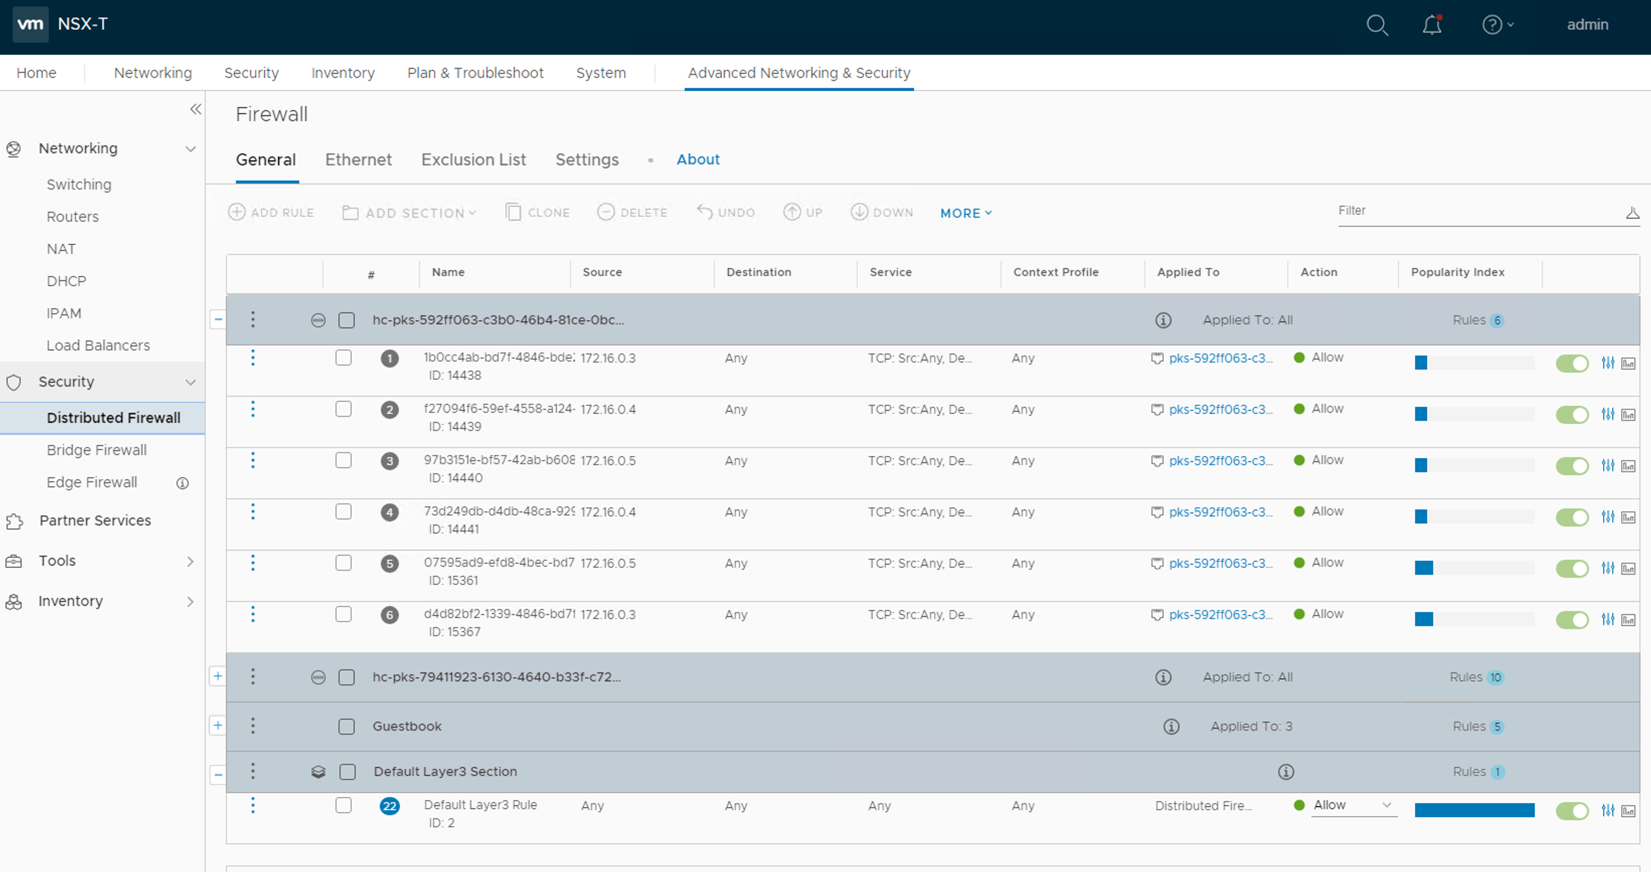 vm NSX-T admin
Home Networking Security Inventory Plan & Troubleshoot System Advanced Networking & Security
Networking
Switching
Routers
NAT
DHCP
IPAM
Load Balancers
Security
Distributed Firewall
Bridge Firewall
Edge Firewall
Partner Services
Tools
Inventory
Firewall
General Ethernet Exclusion List Settings • About
ADD RULE ADD SECTION CLONE DELETE UNDO UP DOWN MORE Filter
# Name Source Destination Service Context Profile Applied To Action Popularity Index
hc-pks-592ff063-c3b0-46b4-81ce-0bc... Applied To: All Rules 6
1 1b0cc4ab-bd7f-4846-bde 172.16.0.3 Any TCP: Src:Any, De... Any pks-592ff063-c3... Allow
ID: 14438
2 f27094f6-59ef-4558-a124- 172.16.0.4 Any TCP: Src:Any, De... Any pks-592ff063-c3... Allow
ID: 14439
3 97b3151e-bf57-42ab-b608 172.16.0.5 Any TCP: Src:Any, De... Any pks-592ff063-c3... Allow
ID: 14440
4 73d249db-d4db-48ca-929 172.16.0.4 Any TCP: Src:Any, De... Any pks-592ff063-c3... Allow
ID: 14441
5 07595ad9-efd8-4bec-bd7 172.16.0.5 Any TCP: Src:Any, De... Any pks-592ff063-c3... Allow
ID: 15361
6 d4d82bf2-1339-4846-bd7f 172.16.0.3 Any TCP: Src:Any, De... Any pks-592ff063-c3... Allow
ID: 15367
hc-pks-79411923-6130-4640-b33f-c72... Applied To: All Rules 10
Guestbook Applied To: 3 Rules 5
Default Layer3 Section Rules 1
22 Default Layer3 Rule Any Any Any Any Distributed Fire... Allow
ID: 2